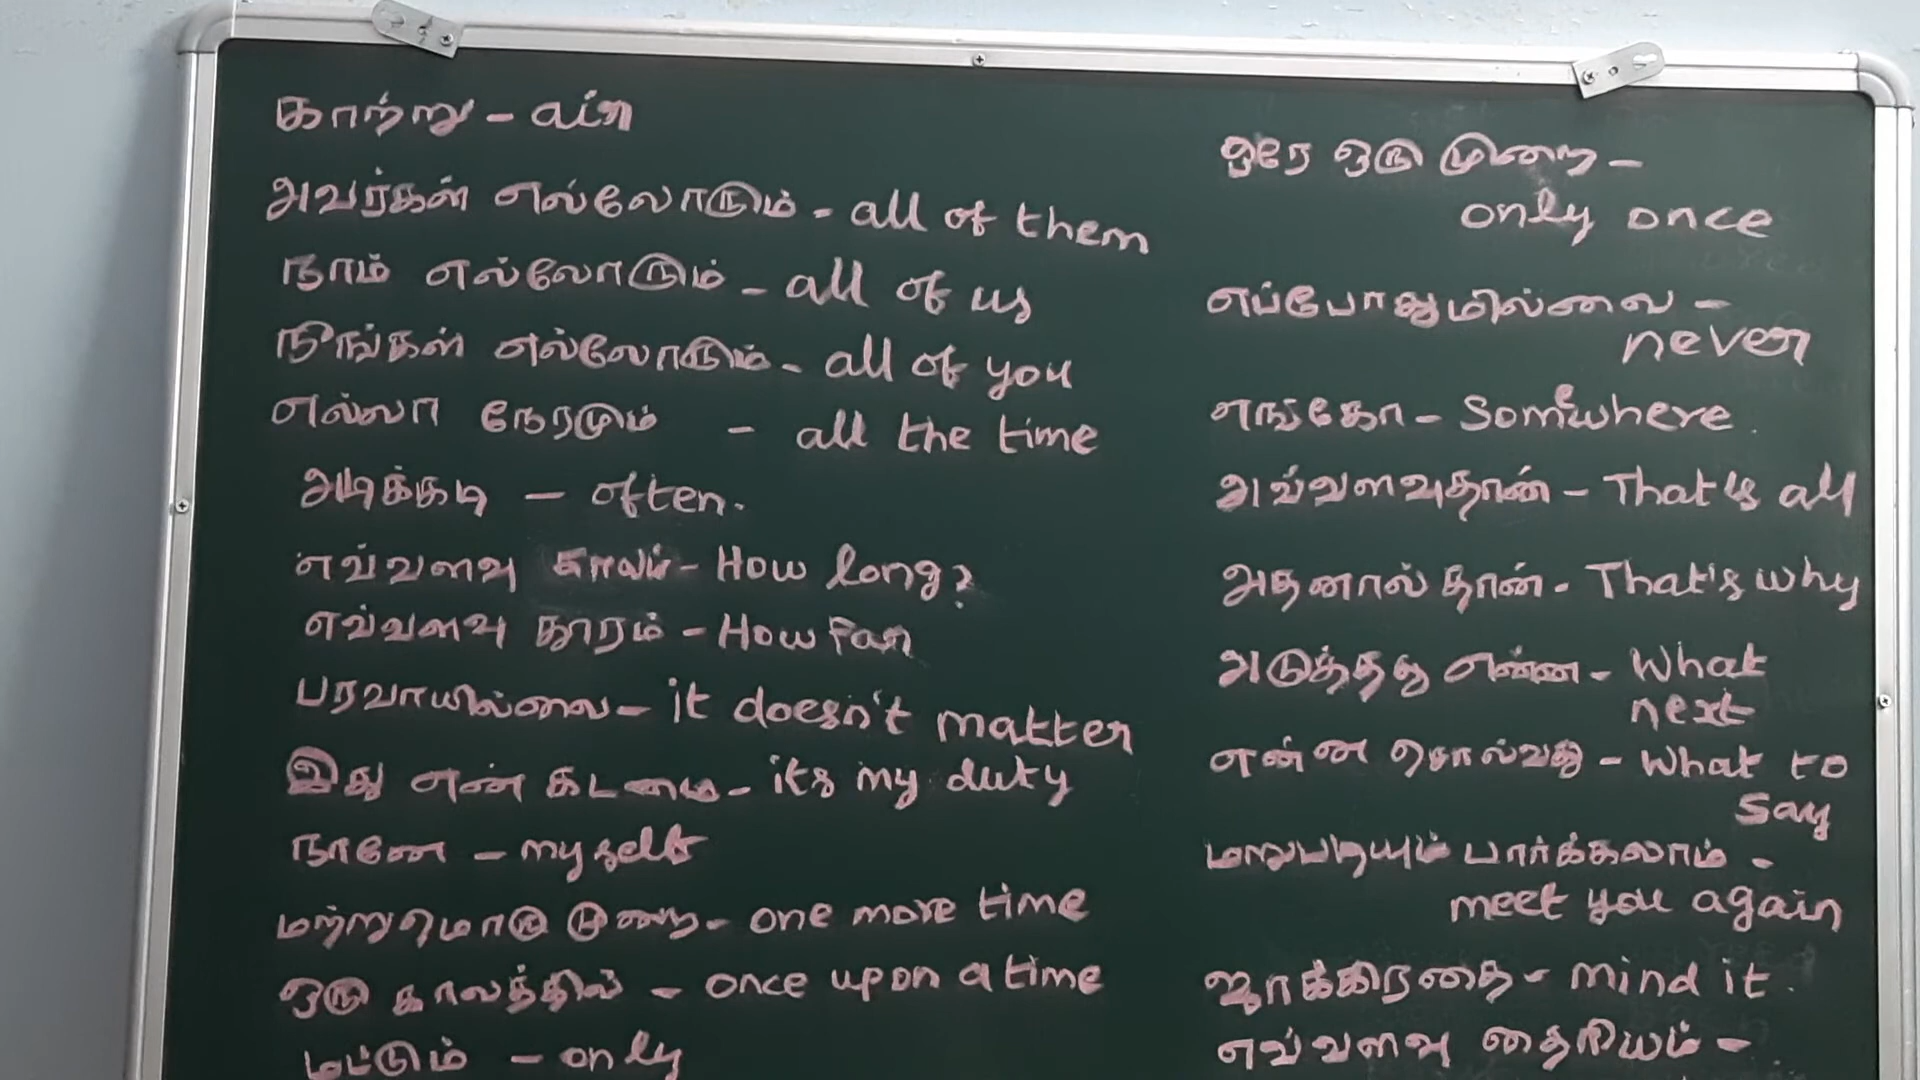 காற்று - air
அவர்கள் எல்லோரும் - all of them
நாம் எல்லோரும் - all of us
நீங்கள் எல்லோரும் - all of you
எல்லா நேரமும் - all the time
அடிக்கடி - often.
எவ்வளவு காலம் - How long?
எவ்வளவு தூரம் - How far
பரவாயில்லை - it doesn't matter
இது என் கடமை - its my duty
நானே - myself
மற்றுமொரு முறை - one more time
ஒரு காலத்தில் - once upon a time
மட்டும் - only
ஒரே ஒரு முறை -
only once
எப்போதுமில்லை -
never
எங்கோ - Somewhere.
அவ்வளவுதான் - That's all
அதனால் தான் - That's why
அடுத்தது என்ன - What
next
என்ன சொல்வது - What to
say
மறுபடியும் பார்க்கலாம் -
meet you again
ஜாக்கிரதை - mind it.
எவ்வளவு தைரியம் -